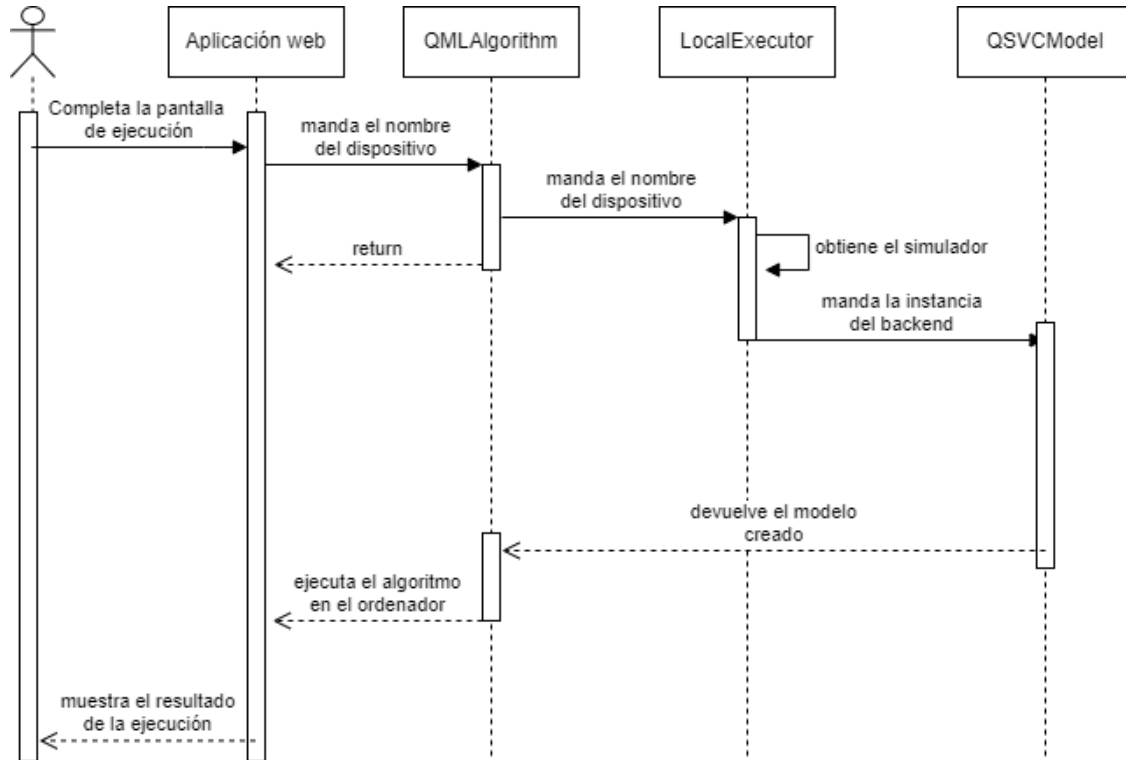 Aplicación web
QMLAlgorithm
LocalExecutor
QSVCModel
Completa la pantalla
de ejecución
manda el nombre
del dispositivo
manda el nombre
del dispositivo
return
obtiene el simulador
manda la instancia
del backend
devuelve el modelo
creado
ejecuta el algoritmo
en el ordenador
muestra el resultado
de la ejecución